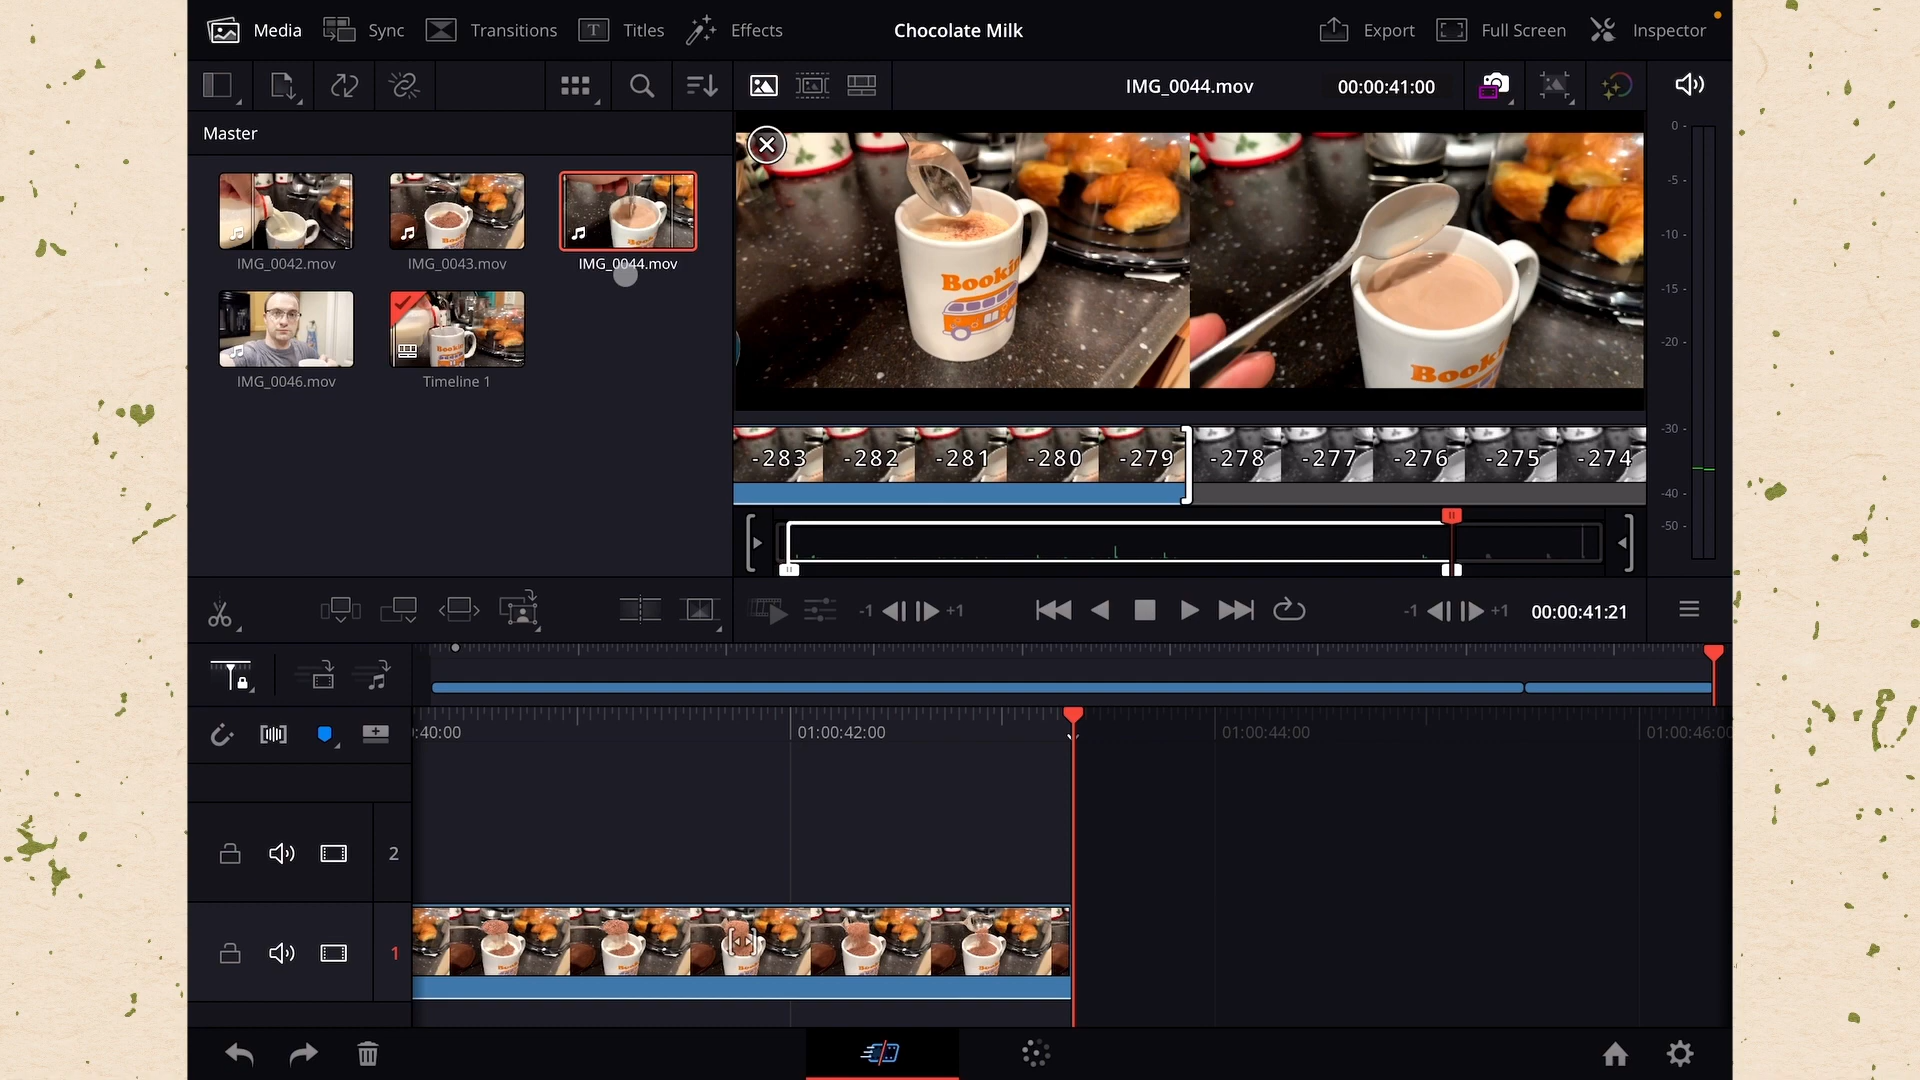 Media Sync Transitions Titles Effects Chocolate Milk Export Full Screen Inspector
IMG_0044.mov 00:00:41:00
Master
IMG_0042.mov IMG_0043.mov IMG_0044.mov
IMG_0046.mov Timeline 1
Bookin
Booki
0 -
-5 -
-10 -
-15 -
-20 -
-30 -
-40 -
-50 -
-283 -282 -281 -280 -279 -278 -277 -276 -275 -274
-1 +1 -1 +1 00:00:41:21
:40:00 01:00:42:00 01:00:44:00 01:00:46:00
2
1